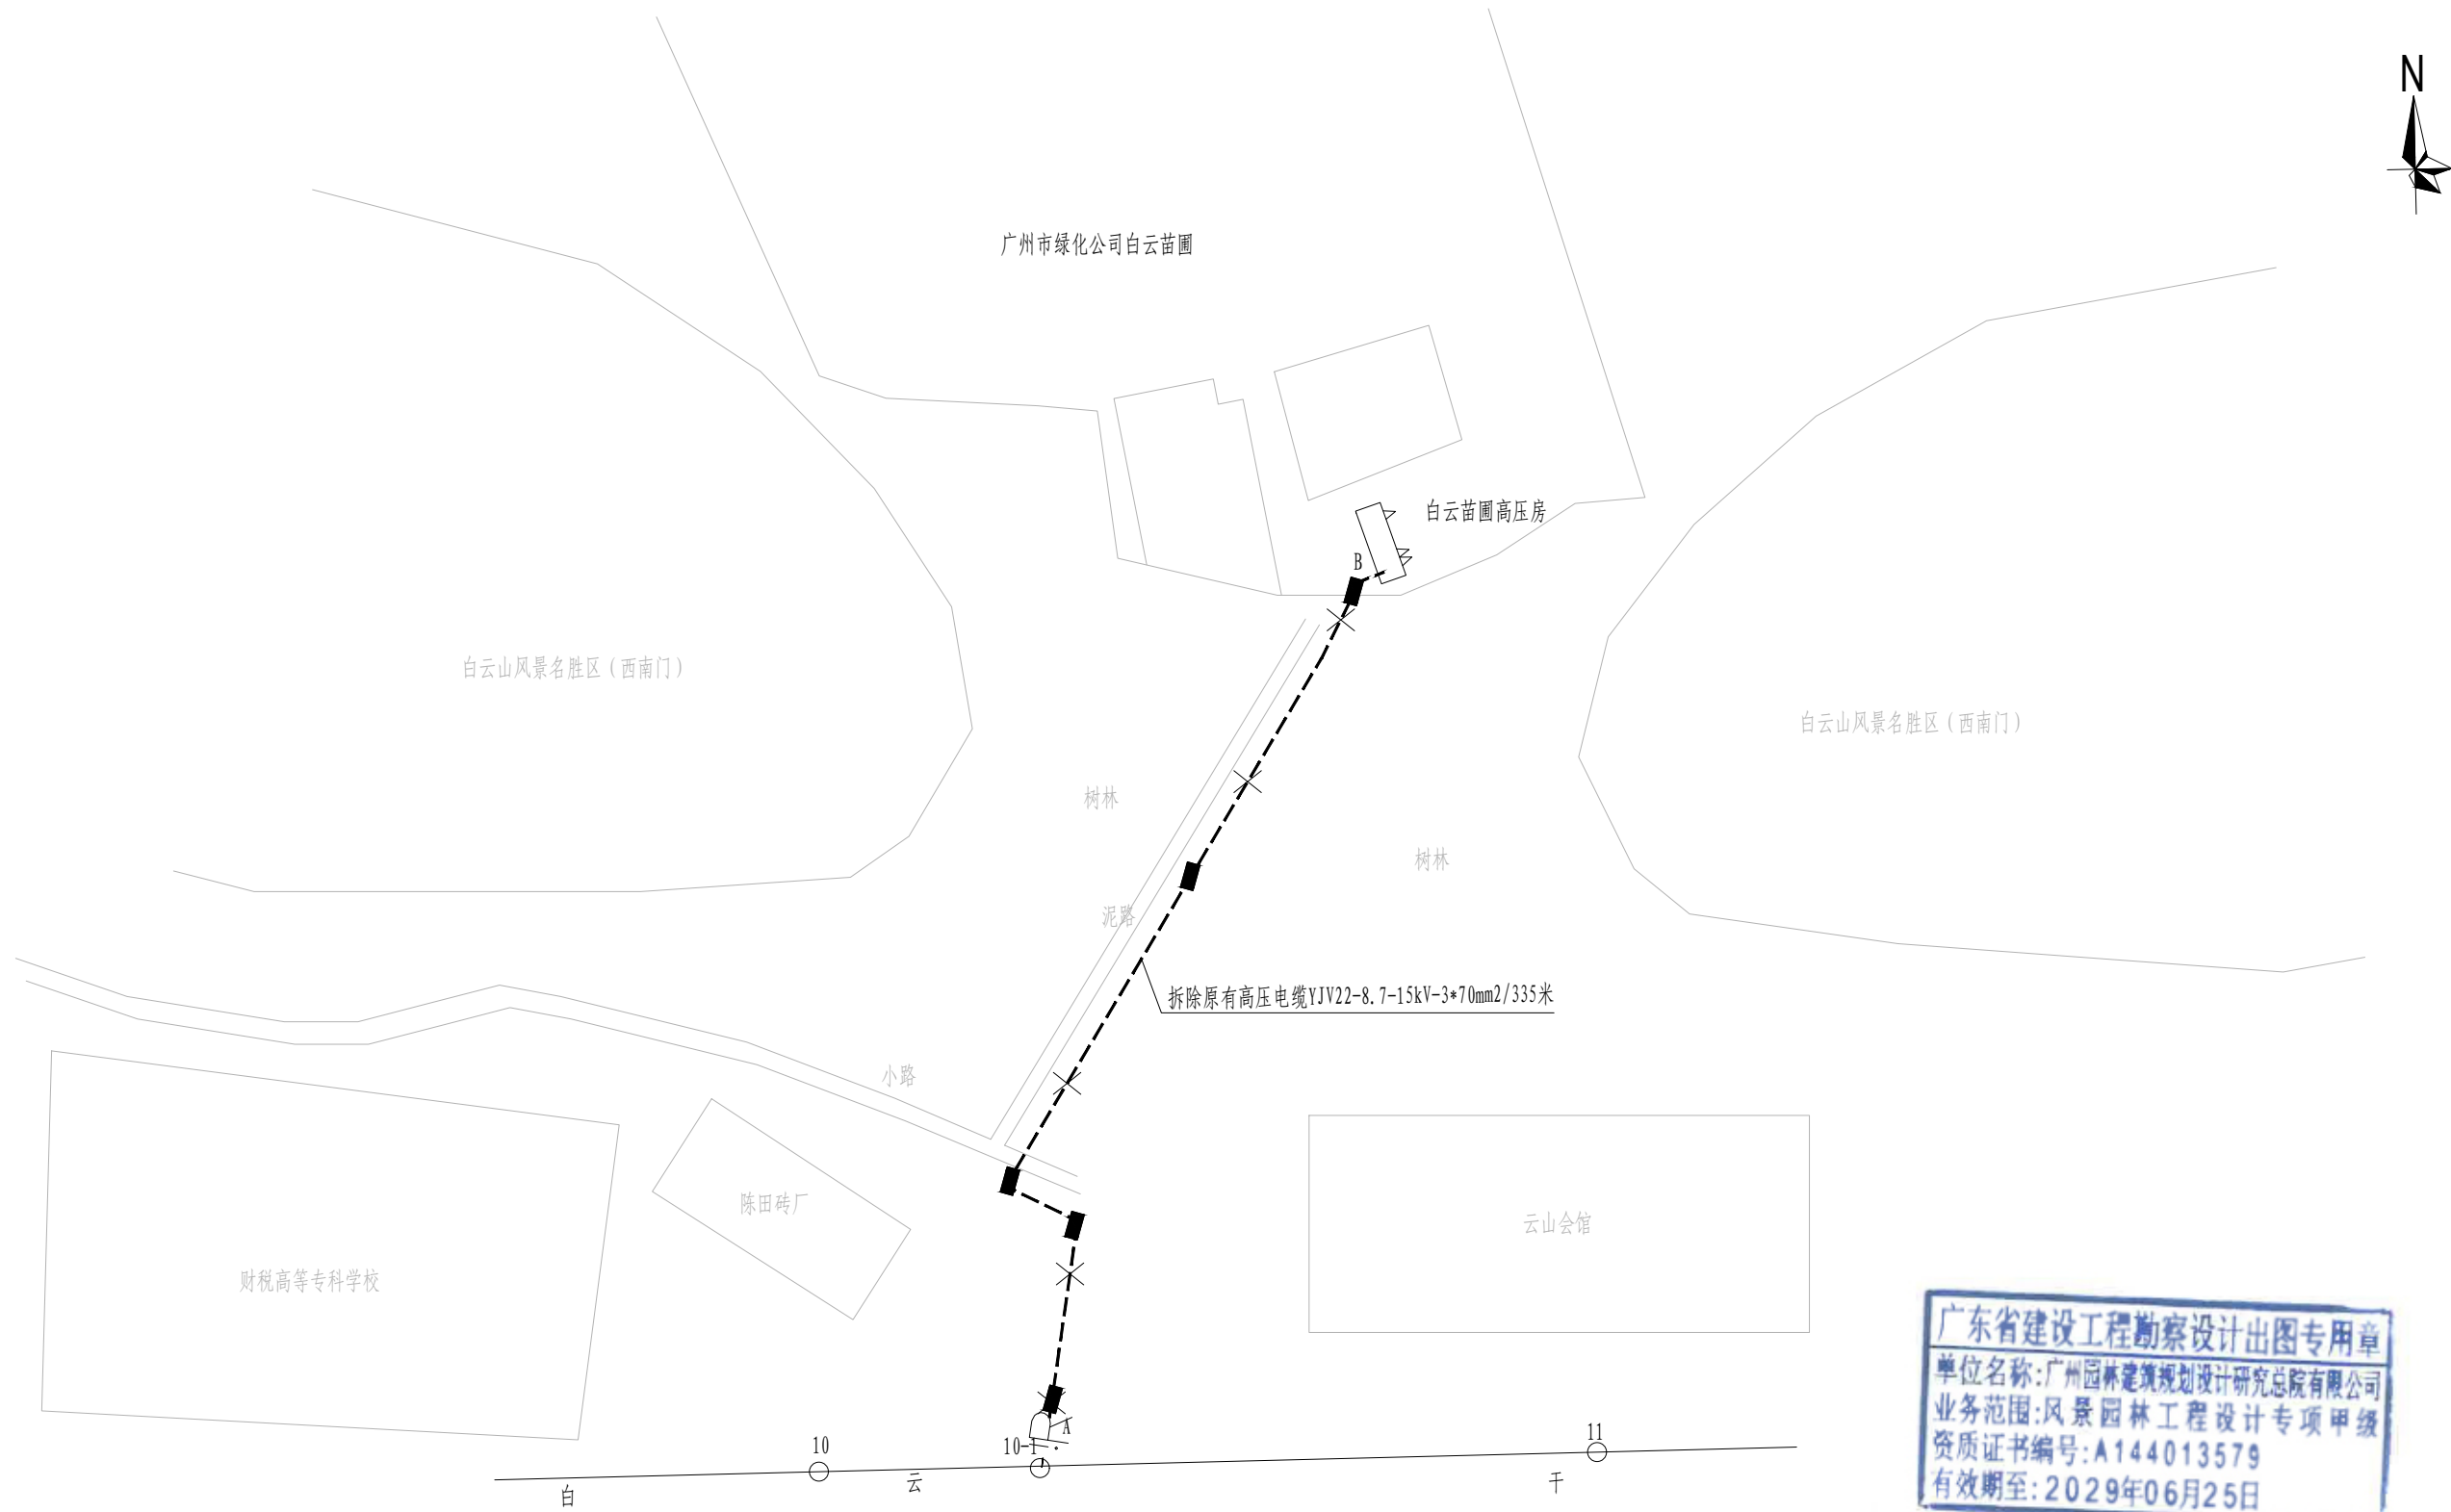 N
广州市绿化公司白云苗圃
白云苗圃高压房
B
白云山风景名胜区（西南门）
白云山风景名胜区（西南门）
树林
树林
泥路
拆除原有高压电缆YJV22-8.7-15kV-3*70mm2/335米
小路
陈田砖厂
云山会馆
财税高等专科学校
A
10
10-1
11
白 云 干
广东省建设工程勘察设计出图专用章
单位名称:广州园林建筑规划设计研究总院有限公司
业务范围:风景园林工程设计专项甲级
资质证书编号:A144013579
有效期至:2029年06月25日